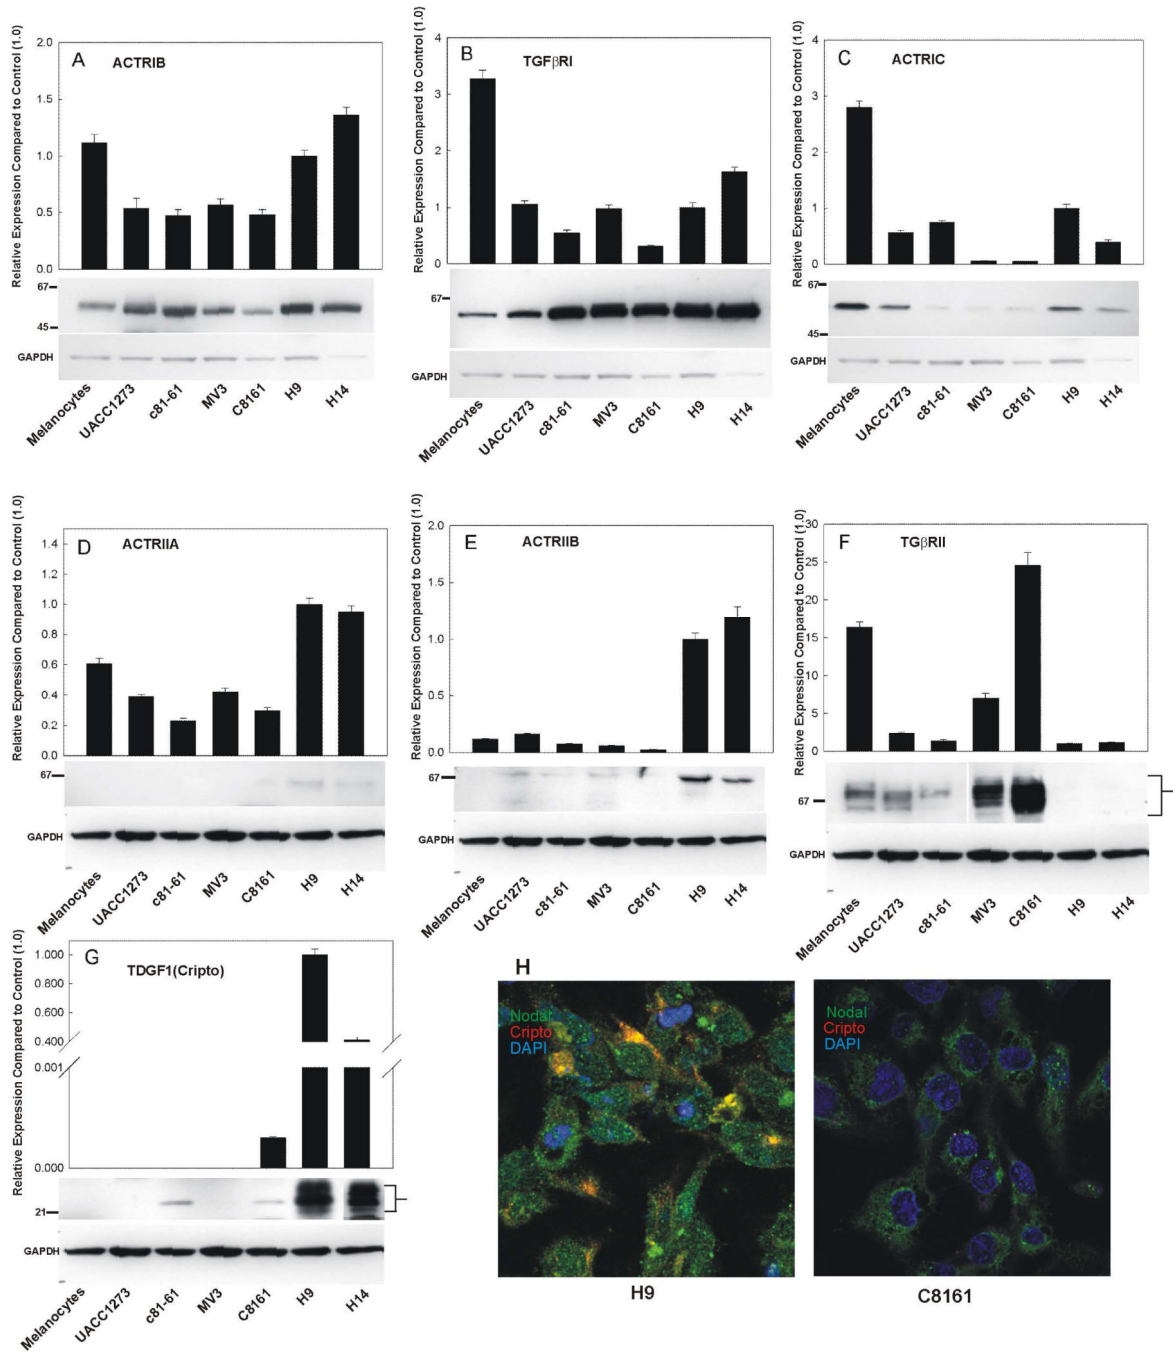 Relative Expression Compared to Control (1.0)
A
ACTRIB
2.0
1.5
1.0
0.5
0.0
67
45
GAPDH
Melanocytes
UACC1273
c81-61
MV3
C8161
H9
H14
Relative Expression Compared to Control (1.0)
B
TGFβRI
4
3
2
1
0
67
GAPDH
Melanocytes
UACC1273
c81-61
MV3
C8161
H9
H14
Relative Expression Compared to Control (1.0)
C
ACTRIC
4
3
2
1
0
67
45
GAPDH
Melanocytes
UACC1273
c81-61
MV3
C8161
H9
H14
Relative Expression Compared to Control (1.0)
D
ACTRIIA
1.4
1.2
1.0
0.8
0.6
0.4
0.2
0.0
67
GAPDH
Melanocytes
UACC1273
c81-61
MV3
C8161
H9
H14
Relative Expression Compared to Control (1.0)
E
ACTRIIB
2.0
1.5
1.0
0.5
0.0
67
GAPDH
Melanocytes
UACC1273
c81-61
MV3
C8161
H9
H14
Relative Expression Compared to Control (1.0)
F
TGβRII
30
25
20
15
10
5
0
67
GAPDH
Melanocytes
UACC1273
c81-61
MV3
C8161
H9
H14
Relative Expression Compared to Control (1.0)
G
TDGF1(Cripto)
1.000
0.800
0.600
0.400
0.001
0.000
21
GAPDH
Melanocytes
UACC1273
c81-61
MV3
C8161
H9
H14
H
Nodal
Cripto
DAPI
H9
Nodal
Cripto
DAPI
C8161